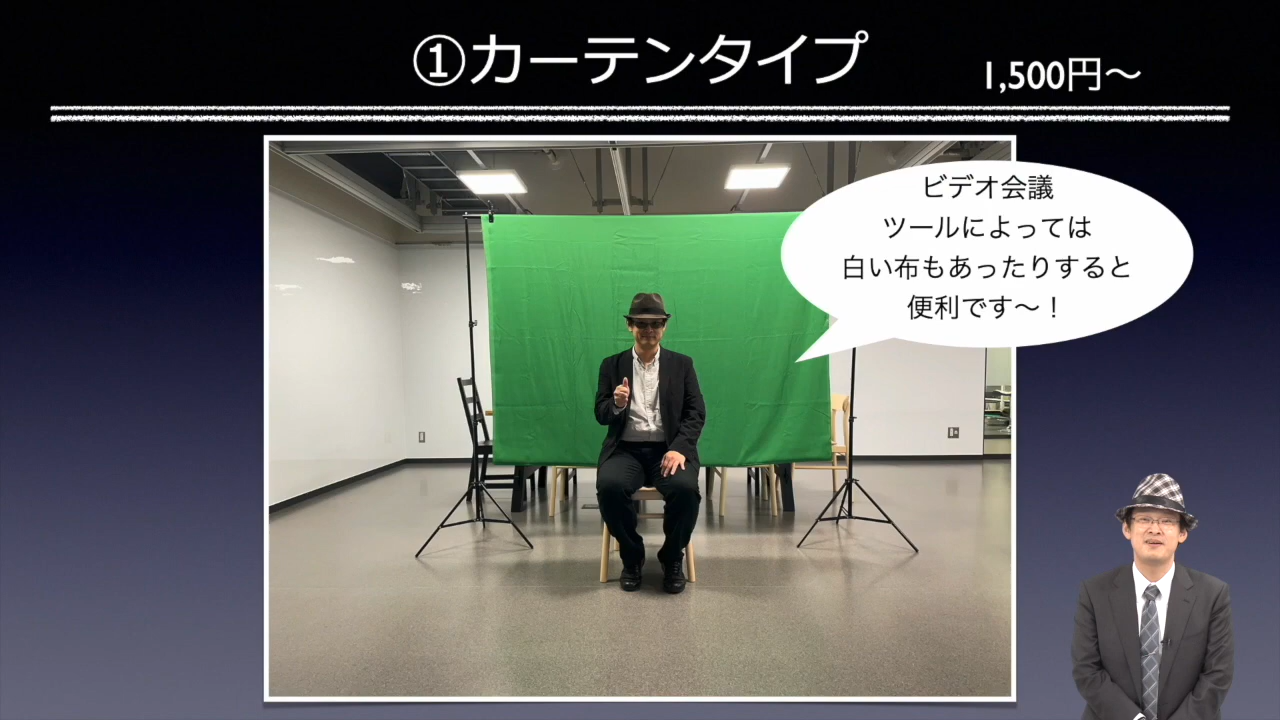 ①カーテンタイプ
1,500円〜
ビデオ会議
ツールによっては
白い布もあったりすると
便利です〜！